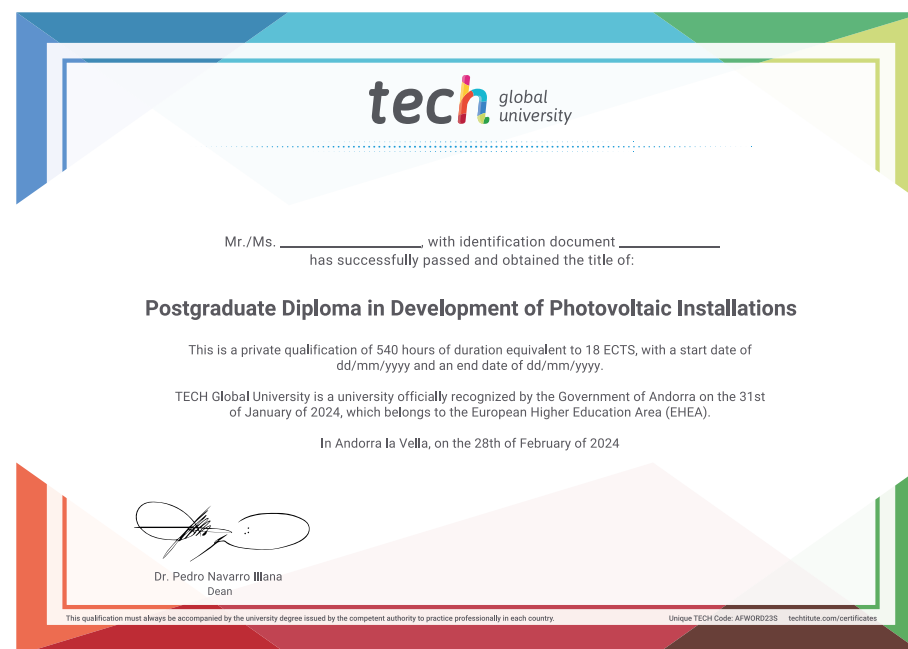 tech global university
Mr./Ms. ____________, with identification document ____________
has successfully passed and obtained the title of:
Postgraduate Diploma in Development of Photovoltaic Installations
This is a private qualification of 540 hours of duration equivalent to 18 ECTS, with a start date of
dd/mm/yyyy and an end date of dd/mm/yyyy.
TECH Global University is a university officially recognized by the Government of Andorra on the 31st
of January of 2024, which belongs to the European Higher Education Area (EHEA).
In Andorra la Vella, on the 28th of February of 2024
Dr. Pedro Navarro Illana
Dean
This qualification must always be accompanied by the university degree issued by the competent authority to practice professionally in each country. Unique TECH Code: AFWORD23S techtitute.com/certificates